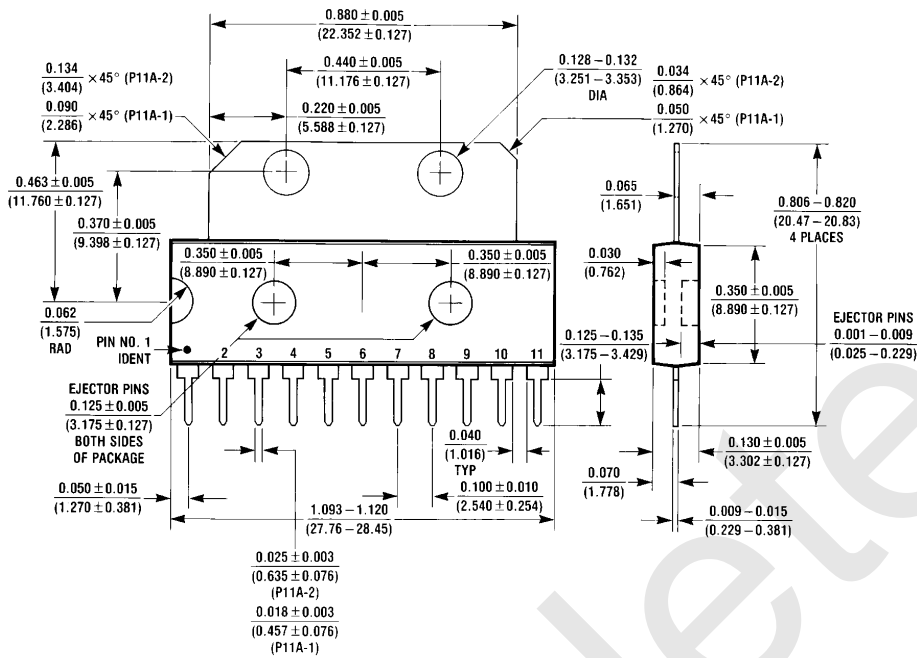 0.880 ± 0.005
(22.352 ± 0.127)
0.134
(3.404)
× 45° (P11A-2)
0.090
(2.286)
× 45° (P11A-1)
0.440 ± 0.005
(11.176 ± 0.127)
0.220 ± 0.005
(5.588 ± 0.127)
0.128 – 0.132
(3.251 – 3.353)
DIA
0.034
(0.864)
× 45° (P11A-2)
0.050
(1.270)
× 45° (P11A-1)
0.463 ± 0.005
(11.760 ± 0.127)
0.370 ± 0.005
(9.398 ± 0.127)
0.065
(1.651)
0.806 – 0.820
(20.47 – 20.83)
4 PLACES
0.350 ± 0.005
(8.890 ± 0.127)
0.350 ± 0.005
(8.890 ± 0.127)
0.030
(0.762)
0.350 ± 0.005
(8.890 ± 0.127)
0.062
(1.575)
RAD
PIN NO. 1
IDENT
0.125 – 0.135
(3.175 – 3.429)
EJECTOR PINS
0.001 – 0.009
(0.025 – 0.229)
2 3 4 5 6 7 8 9 10 11
EJECTOR PINS
0.125 ± 0.005
(3.175 ± 0.127)
BOTH SIDES
OF PACKAGE
0.040
(1.016)
TYP
0.130 ± 0.005
(3.302 ± 0.127)
0.050 ± 0.015
(1.270 ± 0.381)
1.093 – 1.120
(27.76 – 28.45)
0.100 ± 0.010
(2.540 ± 0.254)
0.070
(1.778)
0.009 – 0.015
(0.229 – 0.381)
0.025 ± 0.003
(0.635 ± 0.076)
(P11A-2)
0.018 ± 0.003
(0.457 ± 0.076)
(P11A-1)
lete